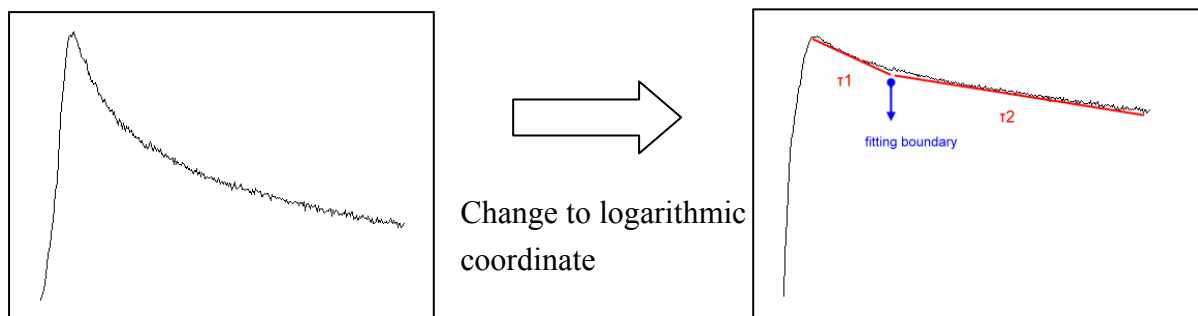 Change to logarithmic
coordinate
τ1
τ2
fitting boundary